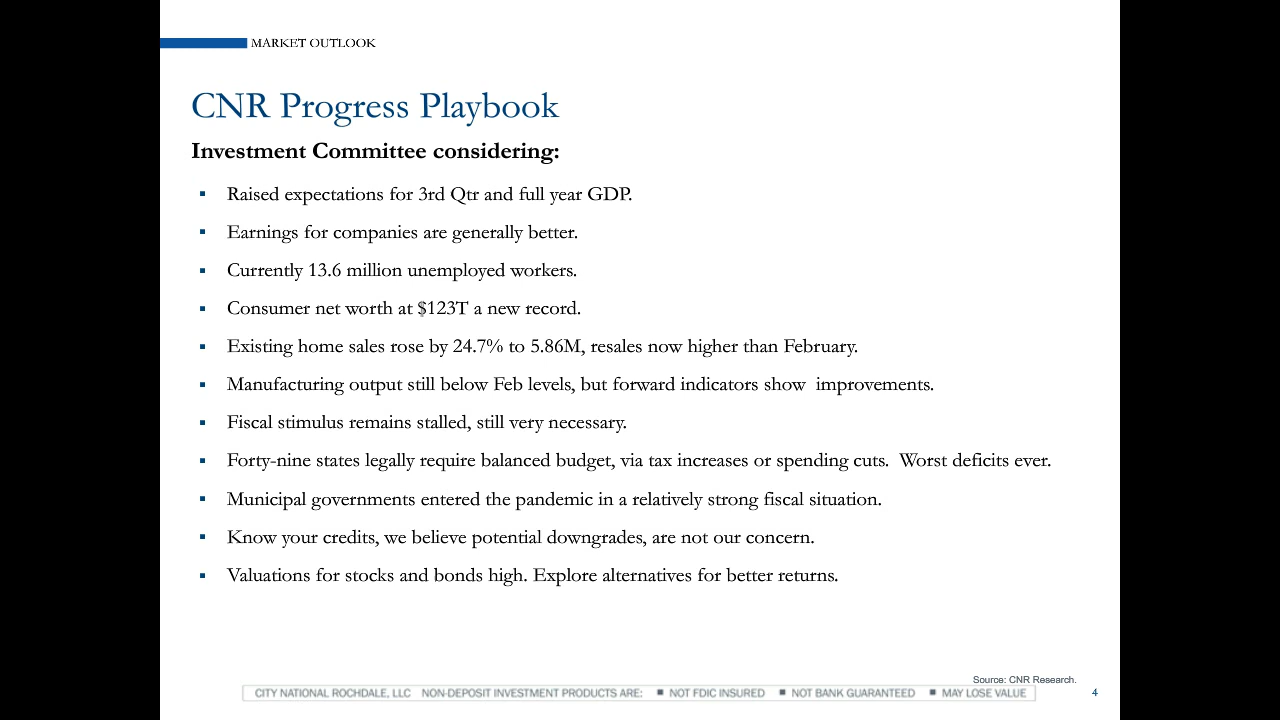 MARKET OUTLOOK
CNR Progress Playbook
Investment Committee considering:
▪ Raised expectations for 3rd Qtr and full year GDP.
▪ Earnings for companies are generally better.
▪ Currently 13.6 million unemployed workers.
▪ Consumer net worth at $123T a new record.
▪ Existing home sales rose by 24.7% to 5.86M, resales now higher than February.
▪ Manufacturing output still below Feb levels, but forward indicators show  improvements.
▪ Fiscal stimulus remains stalled, still very necessary.
▪ Forty-nine states legally require balanced budget, via tax increases or spending cuts.  Worst deficits ever.
▪ Municipal governments entered the pandemic in a relatively strong fiscal situation.
▪ Know your credits, we believe potential downgrades, are not our concern.
▪ Valuations for stocks and bonds high. Explore alternatives for better returns.
Source: CNR Research.
CITY NATIONAL ROCHDALE, LLC NON-DEPOSIT INVESTMENT PRODUCTS ARE: ■ NOT FDIC INSURED ■ NOT BANK GUARANTEED ■ MAY LOSE VALUE
4